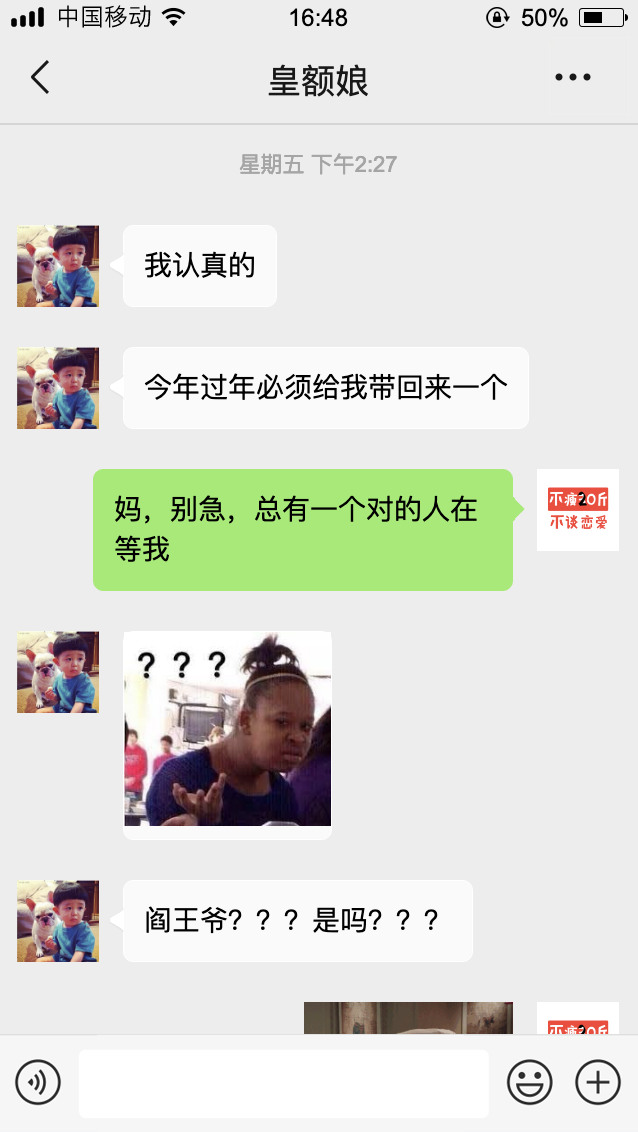 中国移动
16:48
50%
皇额娘
星期五 下午2:27
我认真的
今年过年必须给我带回来一个
不瘦20斤
不谈恋爱
妈，别急，总有一个对的人在
等我
？？？
阎王爷？？？是吗？？？
不瘦20斤